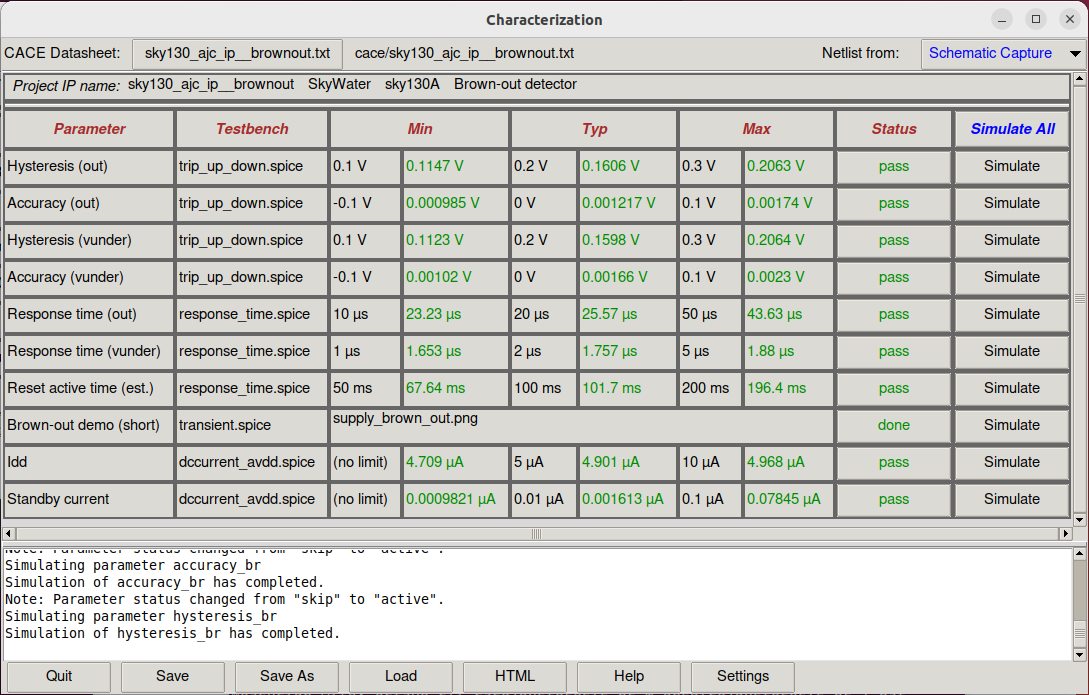 Characterization
CACE Datasheet: sky130_ajc_ip__brownout.txt cace/sky130_ajc_ip__brownout.txt Netlist from: Schematic Capture
Project IP name: sky130_ajc_ip__brownout SkyWater sky130A Brown-out detector
Parameter Testbench Min Typ Max Status Simulate All
Hysteresis (out) trip_up_down.spice 0.1 V 0.1147 V 0.2 V 0.1606 V 0.3 V 0.2063 V pass Simulate
Accuracy (out) trip_up_down.spice -0.1 V 0.000985 V 0 V 0.001217 V 0.1 V 0.00174 V pass Simulate
Hysteresis (vunder) trip_up_down.spice 0.1 V 0.1123 V 0.2 V 0.1598 V 0.3 V 0.2064 V pass Simulate
Accuracy (vunder) trip_up_down.spice -0.1 V 0.00102 V 0 V 0.00166 V 0.1 V 0.0023 V pass Simulate
Response time (out) response_time.spice 10 µs 23.23 µs 20 µs 25.57 µs 50 µs 43.63 µs pass Simulate
Response time (vunder) response_time.spice 1 µs 1.653 µs 2 µs 1.757 µs 5 µs 1.88 µs pass Simulate
Reset active time (est.) response_time.spice 50 ms 67.64 ms 100 ms 101.7 ms 200 ms 196.4 ms pass Simulate
Brown-out demo (short) transient.spice supply_brown_out.png done Simulate
Idd dccurrent_avdd.spice (no limit) 4.709 µA 5 µA 4.901 µA 10 µA 4.968 µA pass Simulate
Standby current dccurrent_avdd.spice (no limit) 0.0009821 µA 0.01 µA 0.001613 µA 0.1 µA 0.07845 µA pass Simulate
Note: Parameter status changed from "skip" to "active".
Simulating parameter accuracy_br
Simulation of accuracy_br has completed.
Note: Parameter status changed from "skip" to "active".
Simulating parameter hysteresis_br
Simulation of hysteresis_br has completed.
Quit Save Save As Load HTML Help Settings